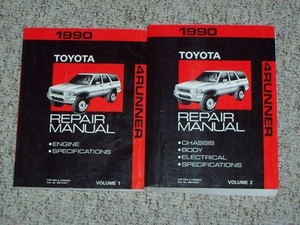 1990
TOYOTA
4RUNNER
REPAIR
MANUAL
•ENGINE
•SPECIFICATIONS
VOLUME 1
1990
TOYOTA
4RUNNER
REPAIR
MANUAL
•CHASSIS
•BODY
•ELECTRICAL
•SPECIFICATIONS
VOLUME 2